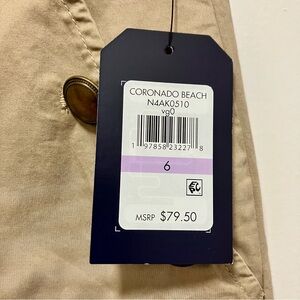 CORONADO BEACH
N4AK0510
vg0
1 97858 23227 8
6
MSRP $79.50